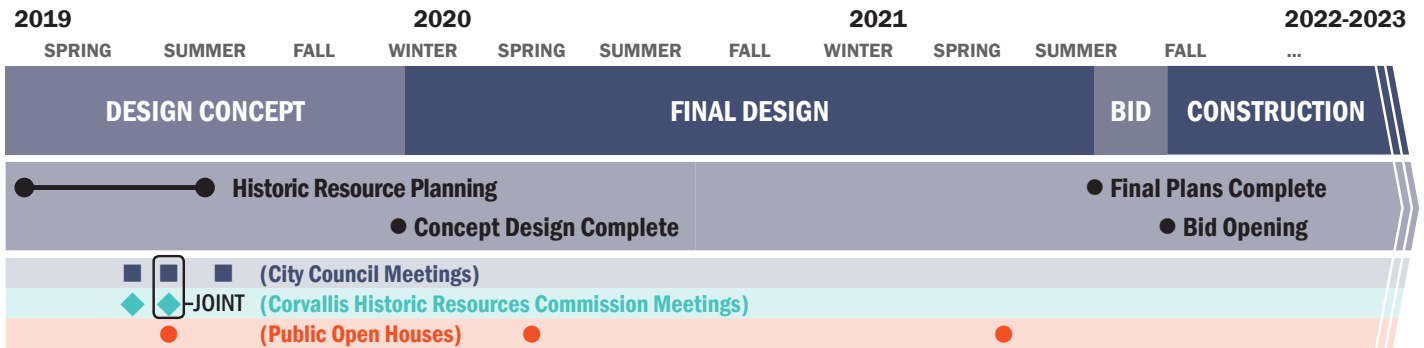 2019 2020 2021 2022-2023
SPRING SUMMER FALL WINTER SPRING SUMMER FALL WINTER SPRING SUMMER FALL ...
DESIGN CONCEPT FINAL DESIGN BID CONSTRUCTION
Historic Resource Planning Final Plans Complete
Concept Design Complete Bid Opening
(City Council Meetings)
JOINT (Corvallis Historic Resources Commission Meetings)
(Public Open Houses)